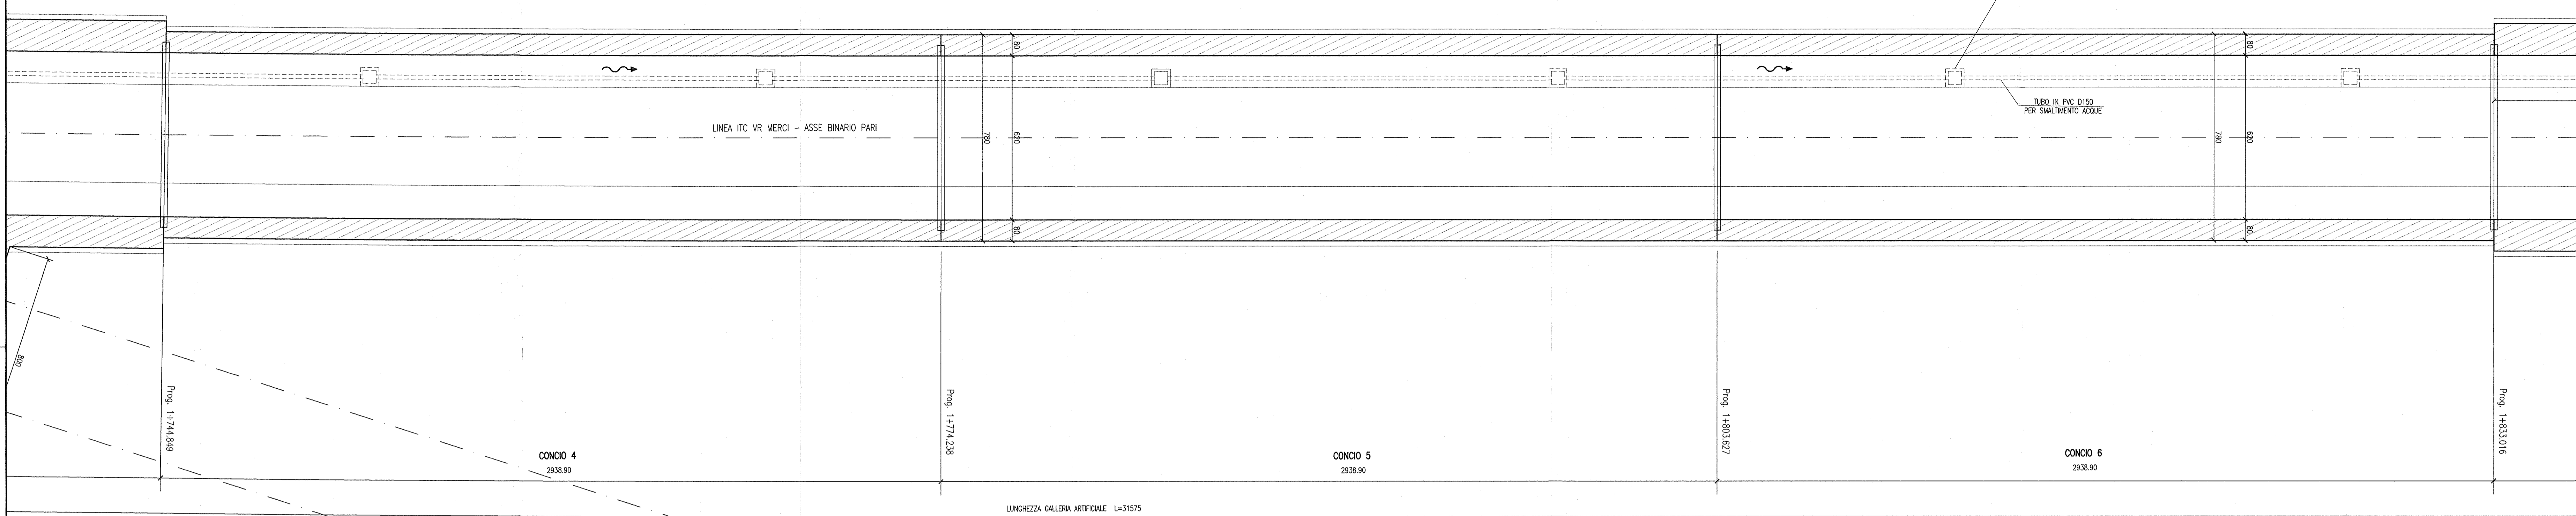 80
80
LINEA ITC VR MERCI – ASSE BINARIO PARI
TUBO IN PVC D150
PER SMALTIMENTO ACQUE
780
620
780
620
80
80
800
Prog. 1+744.849
Prog. 1+774.238
Prog. 1+803.627
Prog. 1+833.016
CONCIO 4
2938.90
CONCIO 5
2938.90
CONCIO 6
2938.90
LUNGHEZZA GALLERIA ARTIFICIALE L=31575